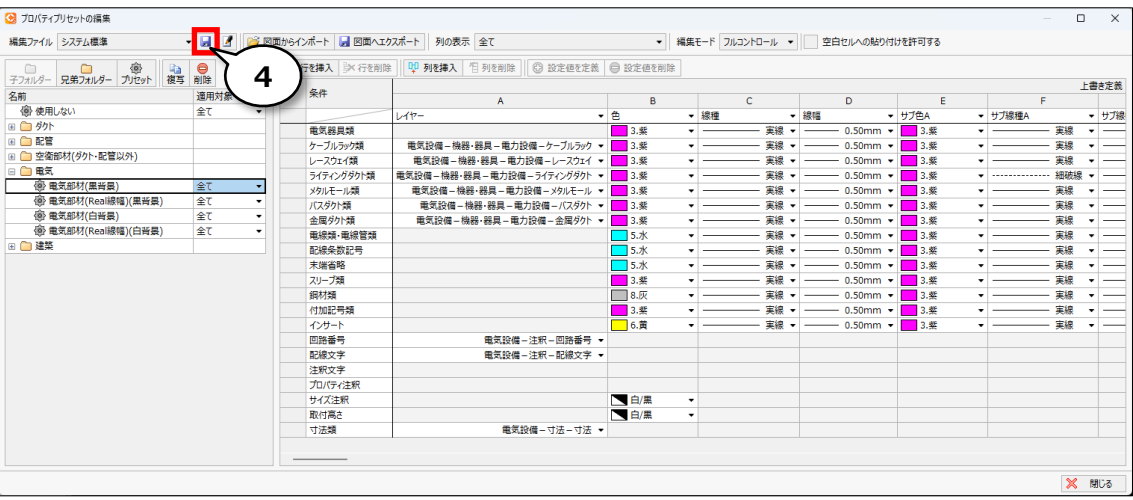 プロパティプリセットの編集
編集ファイル システム標準 図面からインポート 図面へエクスポート 列の表示 全て 編集モード フルコントロール 空白セルへの貼り付けを許可する
4
子フォルダー 兄弟フォルダー プリセット 複写 削除 行を挿入 行を削除 列を挿入 列を削除 設定値を定義 設定値を削除
名前 適用対象
使用しない 全て
ダクト
配管
空衛部材(ダクト・配管以外)
電気
電気部材(黒背景) 全て
電気部材(Real線幅)(黒背景) 全て
電気部材(白背景) 全て
電気部材(Real線幅)(白背景) 全て
建築
条件 上書き定義
A B C D E F
レイヤー 色 線種 線幅 サブ色A サブ線種A サブ線
電気器具類 3.紫 実線 0.50mm 3.紫 実線
ケーブルラック類 電気設備－機器・器具－電力設備－ケーブルラック 3.紫 実線 0.50mm 3.紫 実線
レースウェイ類 電気設備－機器・器具－電力設備－レースウェイ 3.紫 実線 0.50mm 3.紫 実線
ライティングダクト類 電気設備－機器・器具－電力設備－ライティングダクト 3.紫 実線 0.50mm 3.紫 細破線
メタルモール類 電気設備－機器・器具－電力設備－メタルモール 3.紫 実線 0.50mm 3.紫 実線
バスダクト類 電気設備－機器・器具－電力設備－バスダクト 3.紫 実線 0.50mm 3.紫 実線
金属ダクト類 電気設備－機器・器具－電力設備－金属ダクト 3.紫 実線 0.50mm 3.紫 実線
電線類・電線管類 5.水 実線 0.50mm 3.紫 実線
配線条数記号 5.水 実線 0.50mm 3.紫 実線
末端省略 5.水 実線 0.50mm 3.紫 実線
スリーブ類 3.紫 実線 0.50mm 3.紫 実線
鋼材類 8.灰 実線 0.50mm 3.紫 実線
付加記号類 3.紫 実線 0.50mm 3.紫 実線
インサート 6.黄 実線 0.50mm 3.紫 実線
回路番号 電気設備－注釈－回路番号
配線文字 電気設備－注釈－配線文字
注釈文字
プロパティ注釈
サイズ注釈 白/黒
取付高さ 白/黒
寸法類 電気設備－寸法－寸法
閉じる